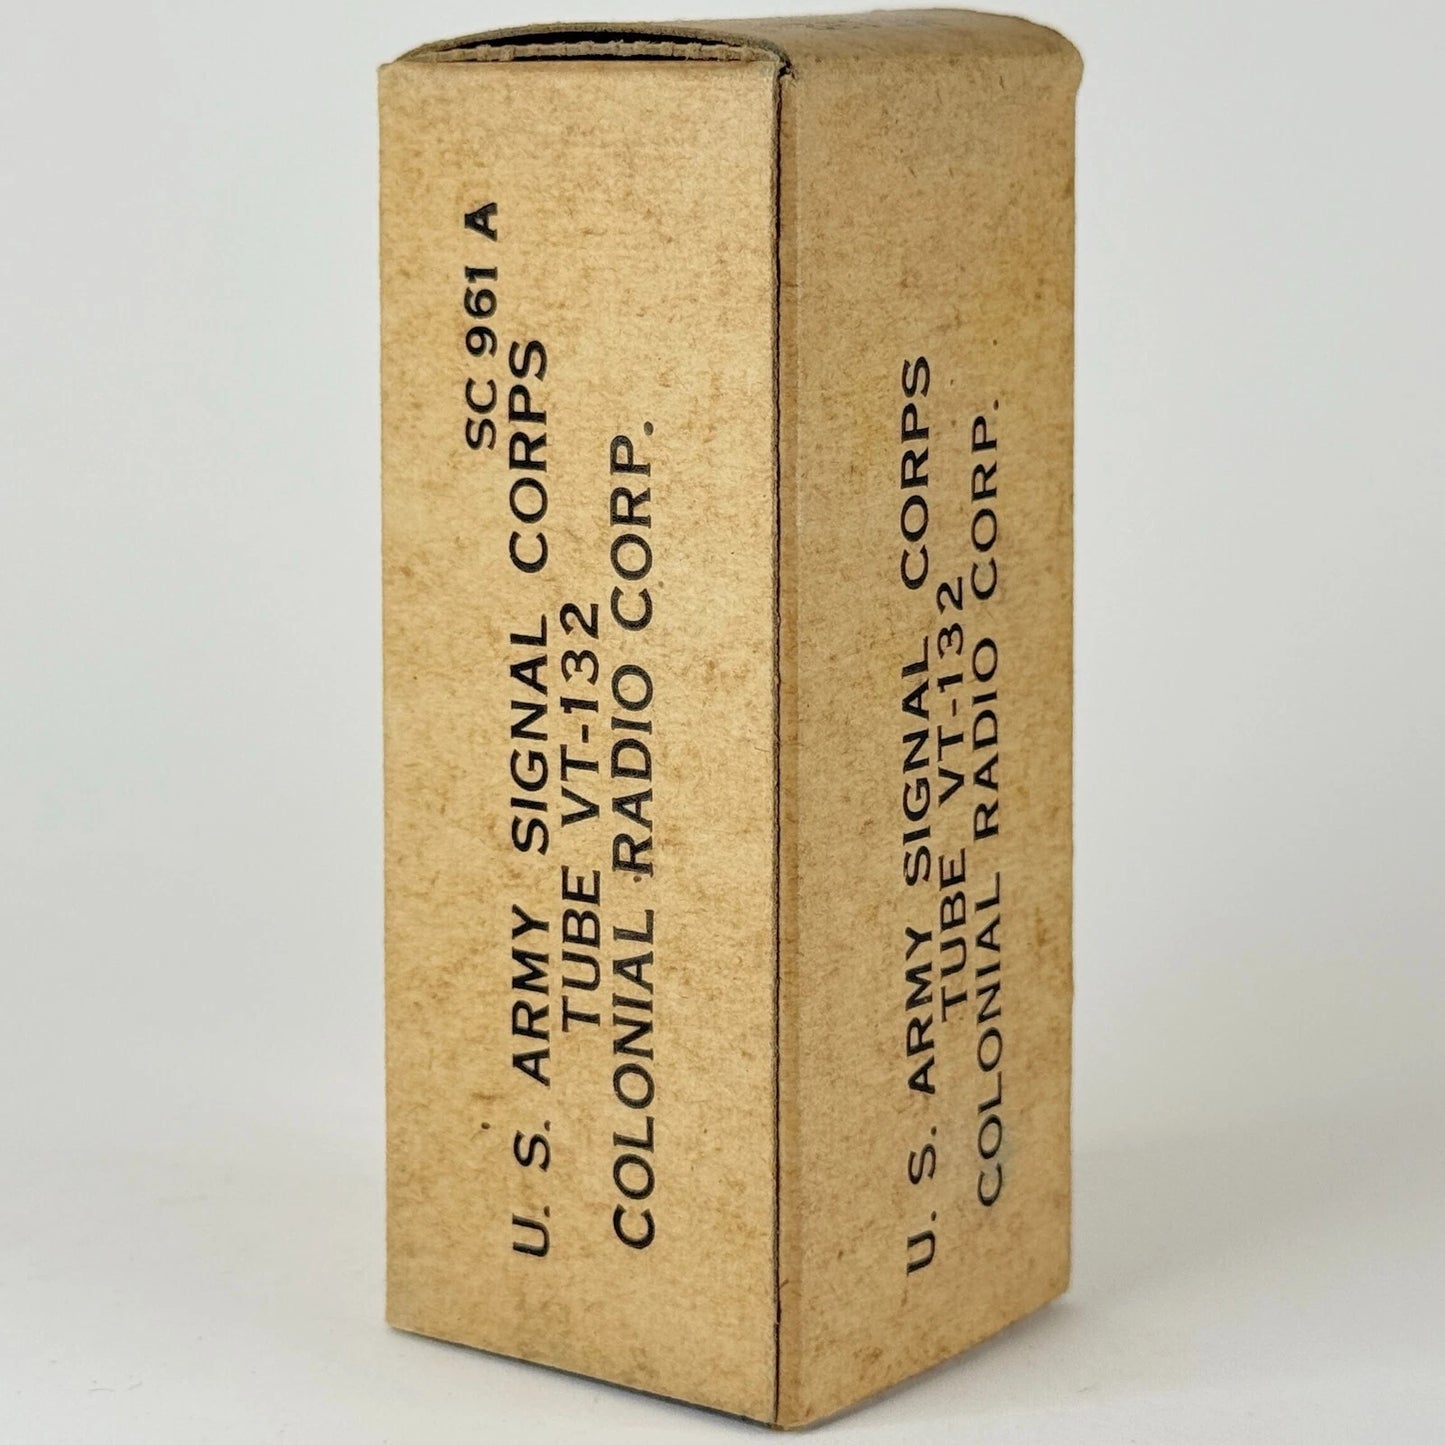 SC 961 A
U. S. ARMY SIGNAL CORPS
TUBE VT-132
COLONIAL RADIO CORP.
U. S. ARMY SIGNAL CORPS
TUBE VT-132
COLONIAL RADIO CORP.